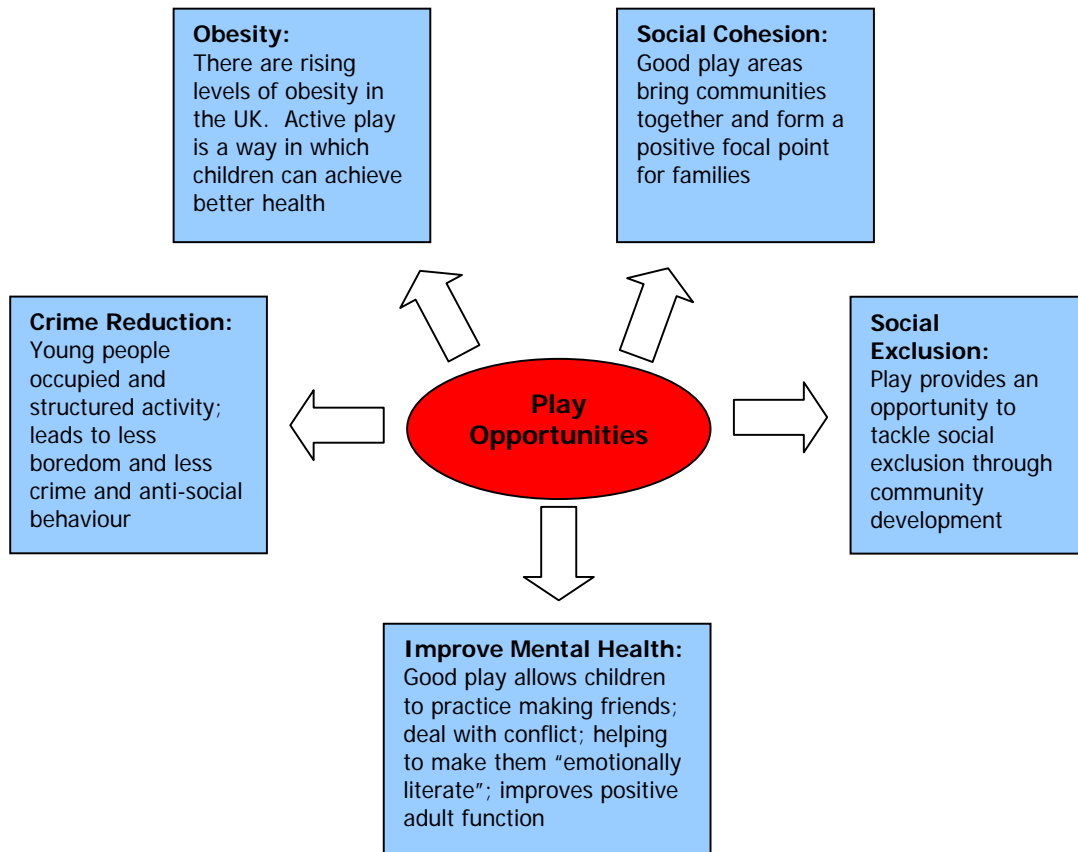 Obesity:
There are rising
levels of obesity in
the UK.  Active play
is a way in which
children can achieve
better health
Social Cohesion:
Good play areas
bring communities
together and form a
positive focal point
for families
Crime Reduction:
Young people
occupied and
structured activity;
leads to less
boredom and less
crime and anti-social
behaviour
Play
Opportunities
Social
Exclusion:
Play provides an
opportunity to
tackle social
exclusion through
community
development
Improve Mental Health:
Good play allows children
to practice making friends;
deal with conflict; helping
to make them “emotionally
literate”; improves positive
adult function